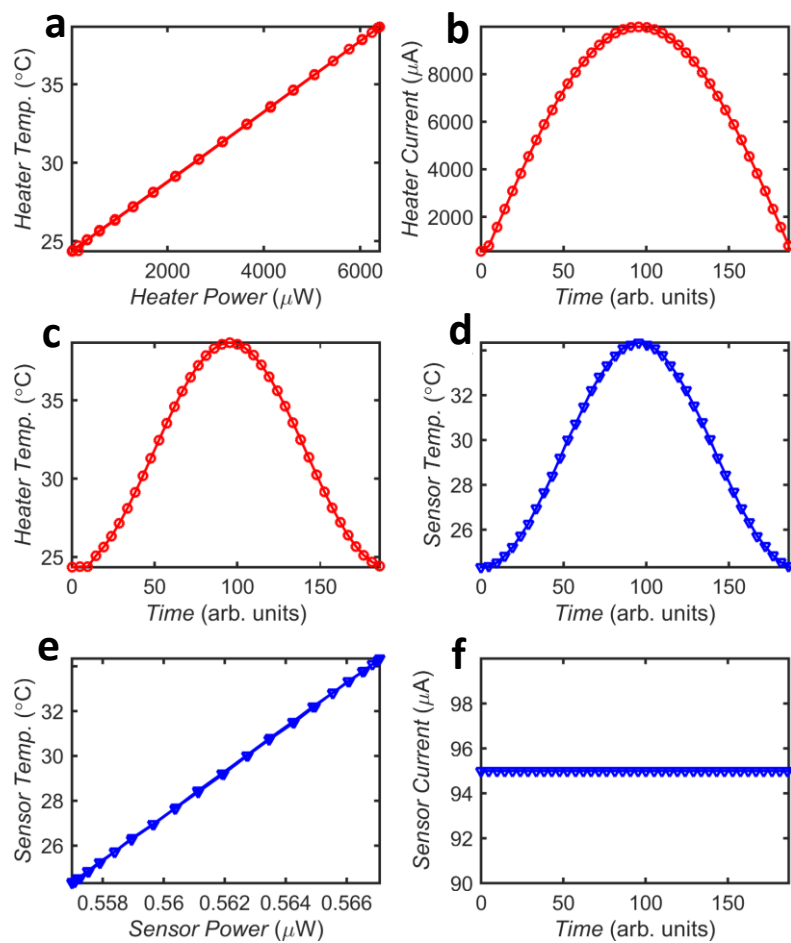 a
35
30
25
Heater Temp. (°C)
2000
4000
6000
Heater Power (μW)
b
8000
6000
4000
2000
Heater Current (μA)
0
50
100
150
Time (arb. units)
c
35
30
25
Heater Temp. (°C)
0
50
100
150
Time (arb. units)
d
32
30
28
26
Sensor Temp. (°C)
0
50
100
150
Time (arb. units)
e
32
30
28
26
Sensor Temp. (°C)
0.558
0.56
0.562
0.564
0.566
Sensor Power (μW)
f
98
96
94
92
90
Sensor Current (μA)
0
50
100
150
Time (arb. units)